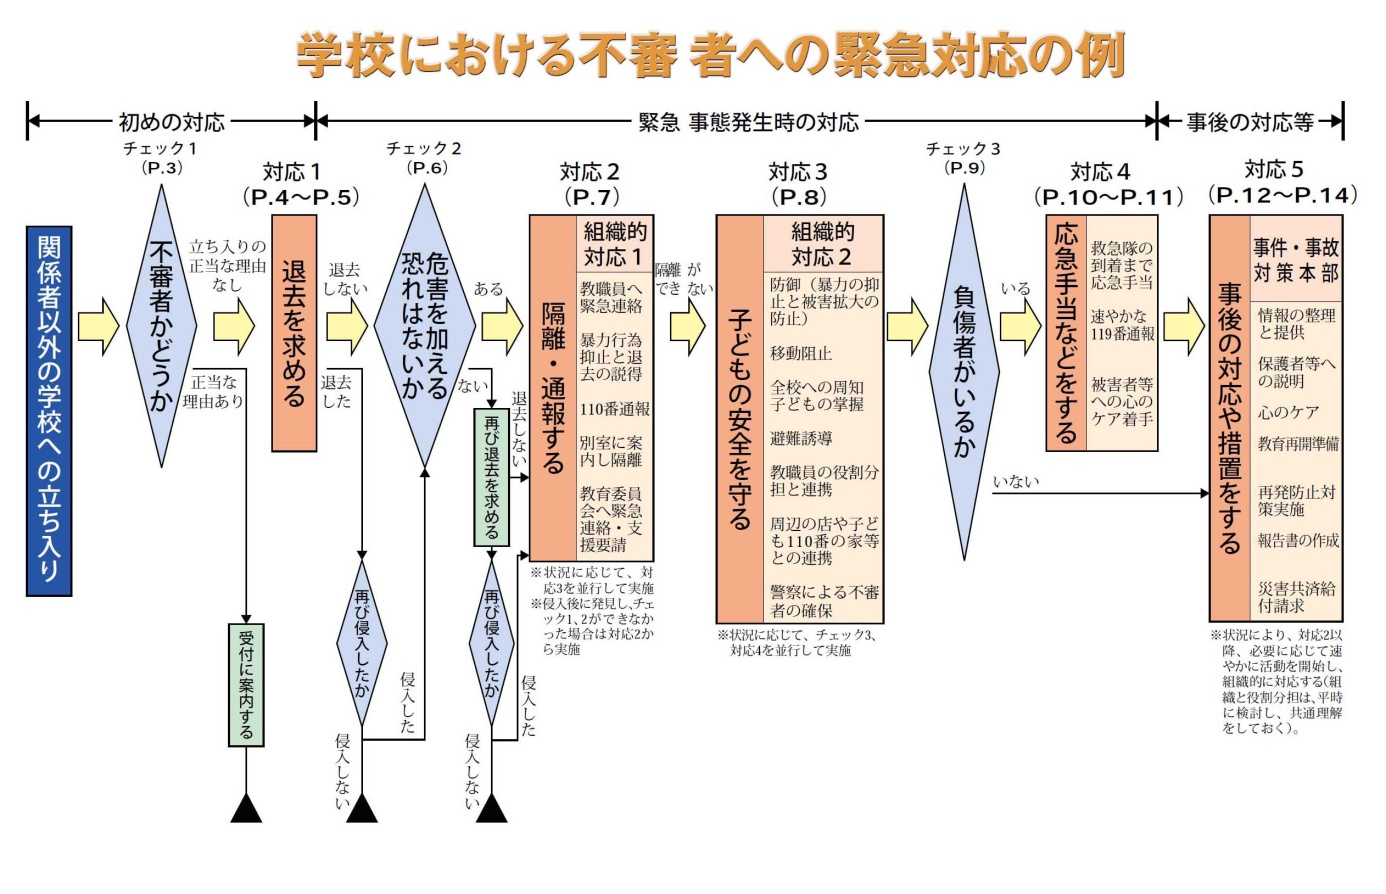 学校における不審 者への緊急対応の例
初めの対応
緊急 事態発生時の対応
事後の対応等
関係者以外の学校への立ち入り
チェック1
(P.3)
不審者かどうか
立ち入りの
正当な理由
なし
正当な
理由あり
受付に案内する
対応1
(P.4～P.5)
退去を求める
退去
しない
退去
した
再び侵入したか
侵入した
侵入しない
チェック2
(P.6)
危害を加える
恐れはないか
ある
ない
再び退去を求める
退去しない
再び侵入したか
侵入した
侵入しない
対応2
(P.7)
隔離・通報する
組織的
対応1
教職員へ
緊急連絡
暴力行為
抑止と退
去の説得
110番通報
別室に案
内し隔離
教育委員
会へ緊急
連絡・支
援要請
※状況に応じて、対
応3を並行して実施
※侵入後に発見し、チェ
ック1、2ができなか
った場合は対応2か
ら実施
隔離 が
でき ない
対応3
(P.8)
子どもの安全を守る
組織的
対応2
防御（暴力の抑
止と被害拡大の
防止）
移動阻止
全校への周知
子どもの掌握
避難誘導
教職員の役割分
担と連携
周辺の店や子ど
も110番の家等
との連携
警察による不審
者の確保
※状況に応じて、チェック3、
対応4を並行して実施
チェック3
(P.9)
負傷者がいるか
いる
いない
対応4
(P.10～P.11)
応急手当などをする
救急隊の
到着まで
応急手当
速やかな
119番通報
被害者等
への心の
ケア着手
対応5
(P.12～P.14)
事後の対応や措置をする
事件・事故
対策本部
情報の整理
と提供
保護者等へ
の説明
心のケア
教育再開準備
再発防止対
策実施
報告書の作成
災害共済給
付請求
※状況により、対応2以
降、必要に応じて速
やかに活動を開始し、
組織的に対応する(組
織と役割分担は、平時
に検討し、共通理解
をしておく)。